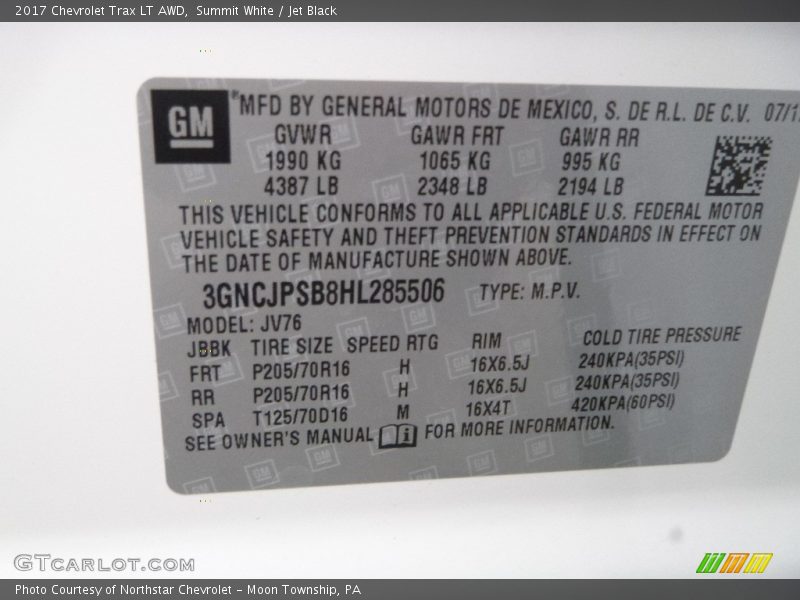 2017 Chevrolet Trax LT AWD, Summit White / Jet Black
GM
®MFD BY GENERAL MOTORS DE MEXICO, S. DE R.L. DE C.V. 07/1
GVWR GAWR FRT GAWR RR
1990 KG 1065 KG 995 KG
4387 LB 2348 LB 2194 LB
THIS VEHICLE CONFORMS TO ALL APPLICABLE U.S. FEDERAL MOTOR
VEHICLE SAFETY AND THEFT PREVENTION STANDARDS IN EFFECT ON
THE DATE OF MANUFACTURE SHOWN ABOVE.
3GNCJPSB8HL285506 TYPE: M.P.V.
MODEL: JV76
JBBK TIRE SIZE SPEED RTG RIM COLD TIRE PRESSURE
FRT P205/70R16 H 16X6.5J 240KPA(35PSI)
RR P205/70R16 H 16X6.5J 240KPA(35PSI)
SPA T125/70D16 M 16X4T 420KPA(60PSI)
SEE OWNER'S MANUAL i FOR MORE INFORMATION.
GTCARLOT.COM
Photo Courtesy of Northstar Chevrolet - Moon Township, PA